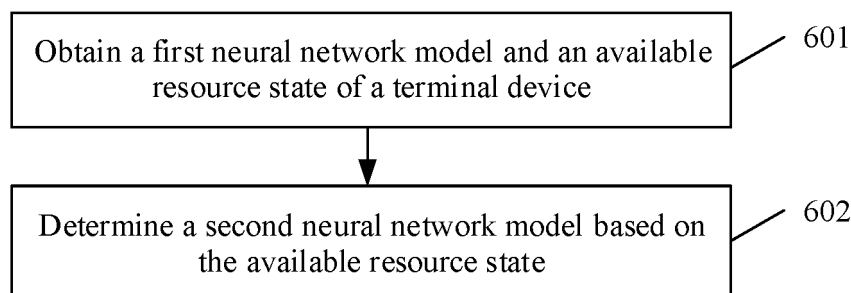 Obtain a first neural network model and an available
resource state of a terminal device
601
Determine a second neural network model based on
the available resource state
602